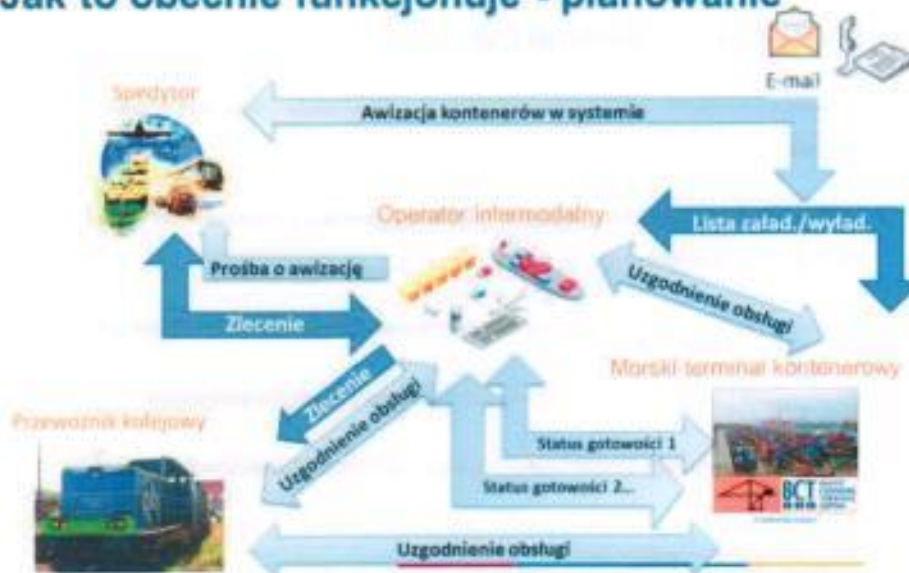 Jak to obecnie funkcjonuje - planowanie
E-mail
Spedytor
Awizacja kontenerów w systemie
Operator intermodalny
Lista załad./wyład.
Prośba o awizację
Uzgodnienie obsługi
Zlecenie
Morski terminal kontenerowy
Zlecenie
Uzgodnienie obsługi
Przewoźnik kolejowy
Status gotowości 1
Status gotowości 2...
BCT
Uzgodnienie obsługi